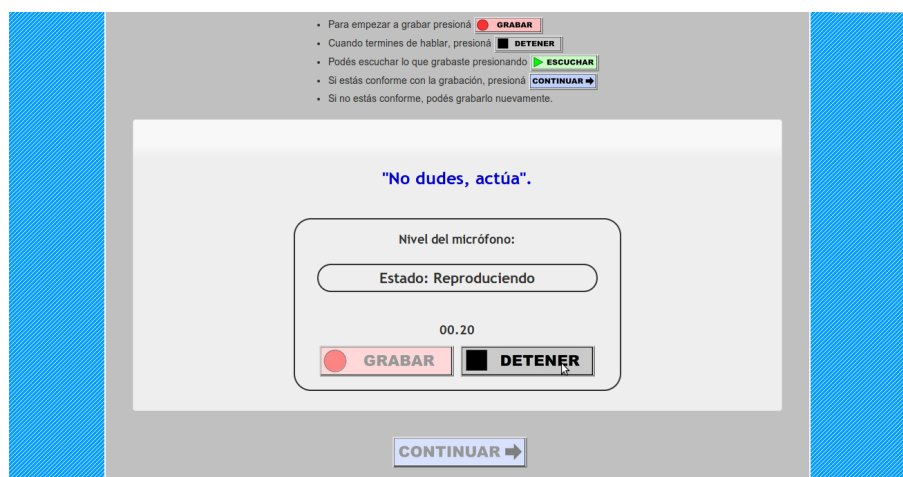 Para empezar a grabar presioná GRABAR
Cuando termines de hablar, presioná DETENER
Podés escuchar lo que grabaste presionando ESCUCHAR
Si estás conforme con la grabación, presioná CONTINUAR
Si no estás conforme, podés grabarlo nuevamente.
"No dudes, actúa".
Nivel del micrófono:
Estado: Reproduciendo
00.20
GRABAR DETENER
CONTINUAR